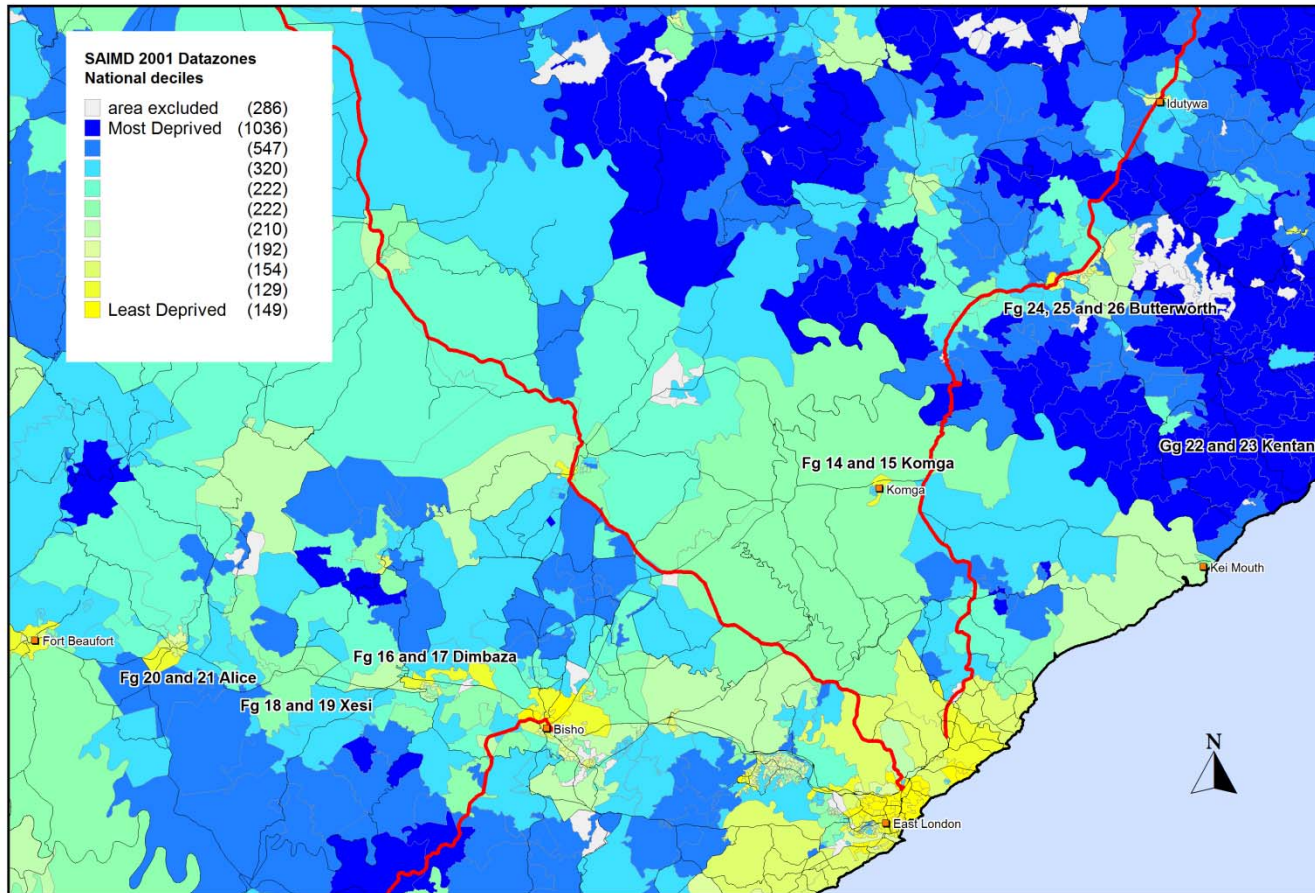 SAIMD 2001 Datazones
National deciles
area excluded (286)
Most Deprived (1036)
(547)
(320)
(222)
(222)
(210)
(192)
(154)
(129)
Least Deprived (149)
Idutywa
Fg 24, 25 and 26 Butterworth
Gg 22 and 23 Kentan
Fg 14 and 15 Komga
Komga
Kei Mouth
Fort Beaufort
Fg 16 and 17 Dimbaza
Fg 20 and 21 Alice
Fg 18 and 19 Xesi
Bisho
N
East London